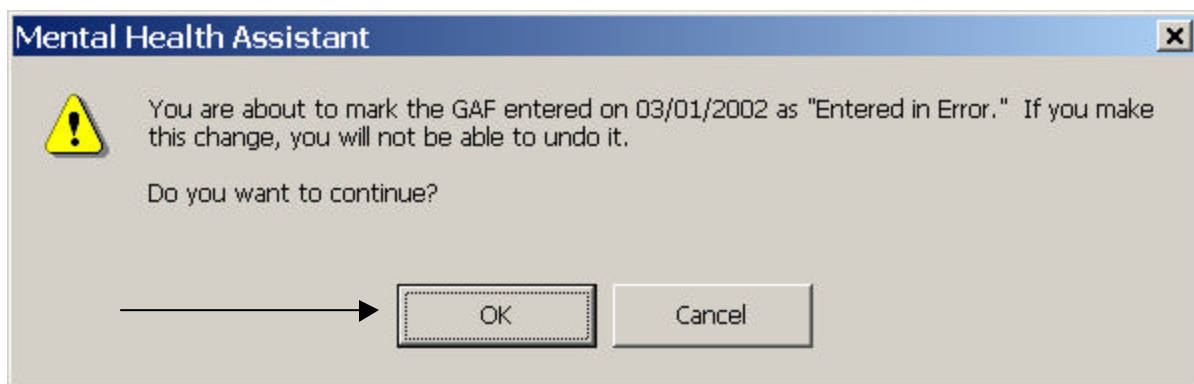 Mental Health Assistant
You are about to mark the GAF entered on 03/01/2002 as "Entered in Error." If you make
this change, you will not be able to undo it.
Do you want to continue?
OK
Cancel